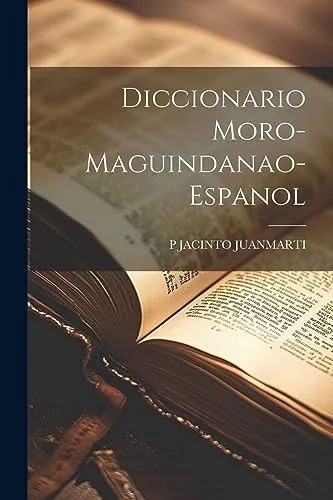 Diccionario
Moro-
Maguindanao-
Espanol
P JACINTO JUANMARTI